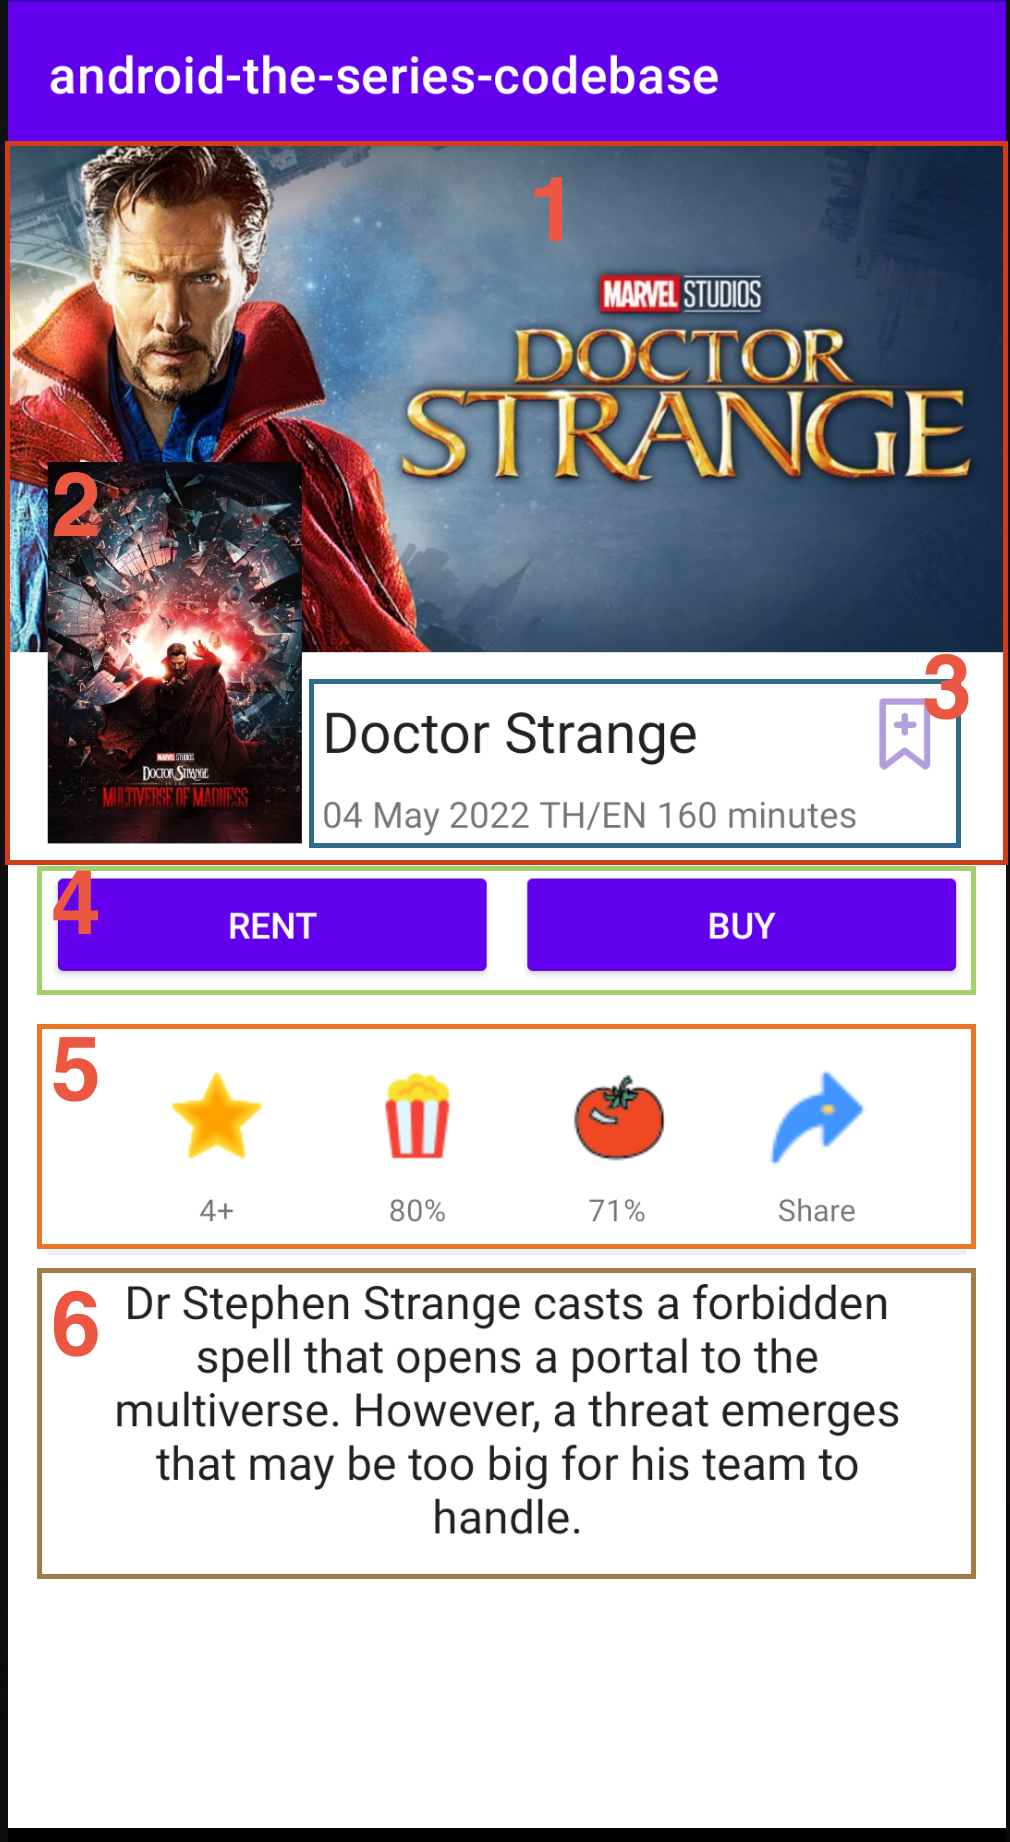 android-the-series-codebase
1
MARVEL STUDIOS
DOCTOR
STRANGE
2
MARVEL STUDIOS
DOCTOR STRANGE
IN THE
MULTIVERSE OF MADNESS
3
Doctor Strange
04 May 2022 TH/EN 160 minutes
4
RENT
BUY
5
4+
80%
71%
Share
6
Dr Stephen Strange casts a forbidden
spell that opens a portal to the
multiverse. However, a threat emerges
that may be too big for his team to
handle.